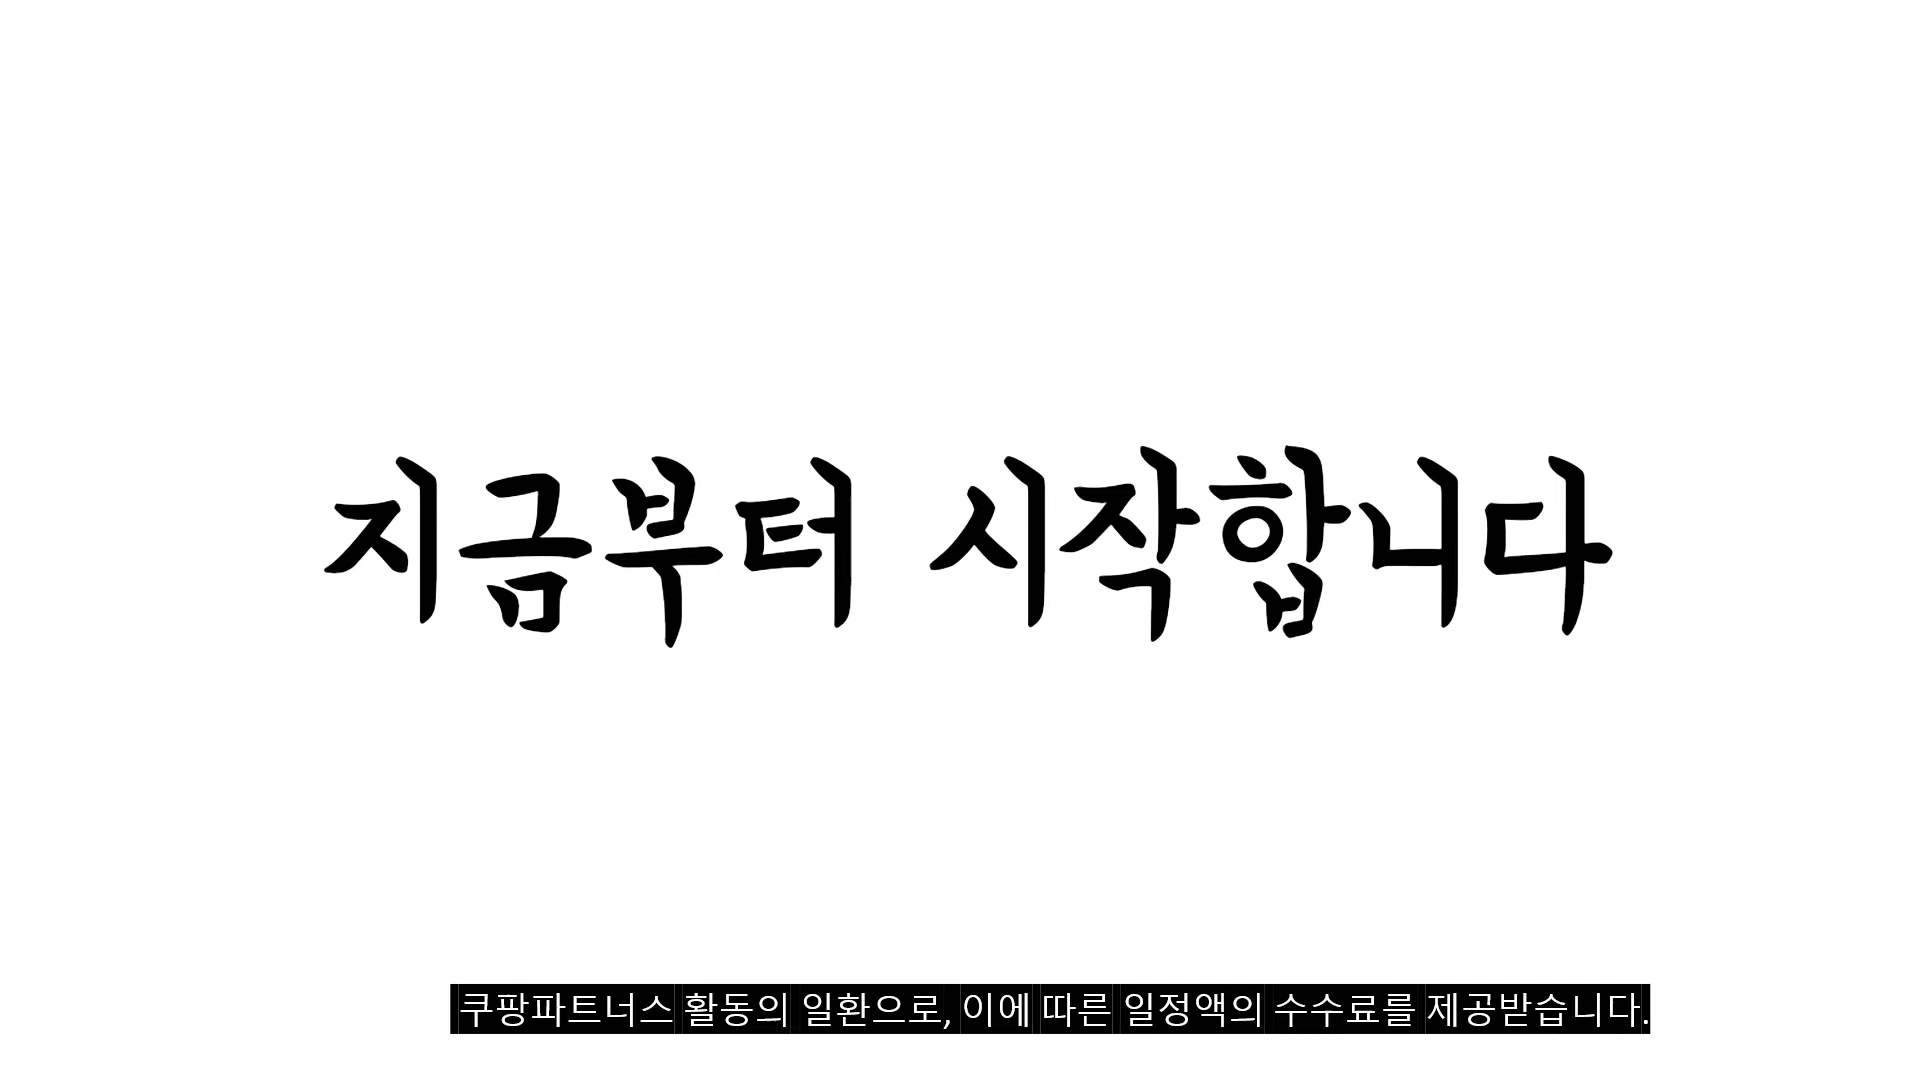 지금부터 시작합니다
쿠팡파트너스 활동의 일환으로, 이에 따른 일정액의 수수료를 제공받습니다.